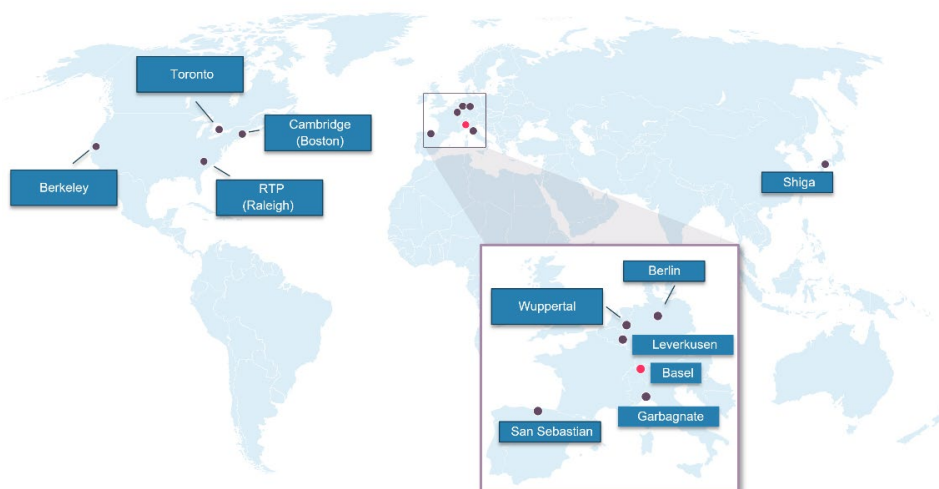 Toronto
Cambridge
(Boston)
Berkeley
RTP
(Raleigh)
Shiga
Berlin
Wuppertal
Leverkusen
Basel
Garbagnate
San Sebastian